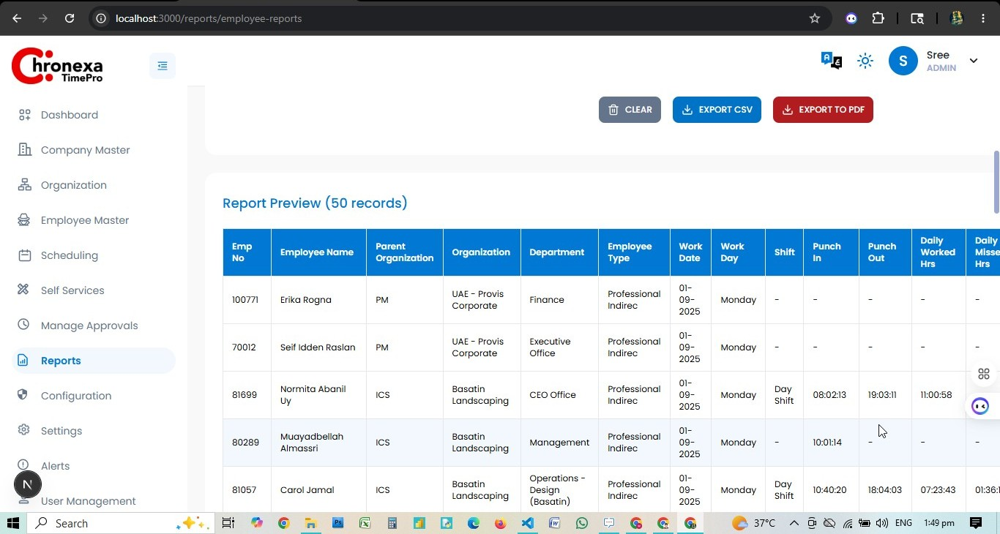 localhost:3000/reports/employee-reports
Chronexa
TimePro
A
E
S
Sree
ADMIN
Dashboard
Company Master
Organization
Employee Master
Scheduling
Self Services
Manage Approvals
Reports
Configuration
Settings
Alerts
N
User Management
CLEAR
EXPORT CSV
EXPORT TO PDF
Report Preview (50 records)
Emp No
Employee Name
Parent Organization
Organization
Department
Employee Type
Work Date
Work Day
Shift
Punch In
Punch Out
Daily Worked Hrs
Daily Misse Hrs
100771 Erika Rogna PM UAE - Provis Corporate Finance Professional Indirec 01-09-2025 Monday - - - - -
70012 Seif Idden Raslan PM UAE - Provis Corporate Executive Office Professional Indirec 01-09-2025 Monday - - - - -
81699 Normita Abanil Uy ICS Basatin Landscaping CEO Office Professional Indirec 01-09-2025 Monday Day Shift 08:02:13 19:03:11 11:00:58
80289 Muayadbellah Almassri ICS Basatin Landscaping Management Professional Indirec 01-09-2025 Monday - 10:01:14 - - -
81057 Carol Jamal ICS Basatin Landscaping Operations - Design (Basatin) Professional Indirec 01-09-2025 Monday Day Shift 10:40:20 18:04:03 07:23:43 01:36:1
Search
Ps
37°C
ENG
1:49 pm